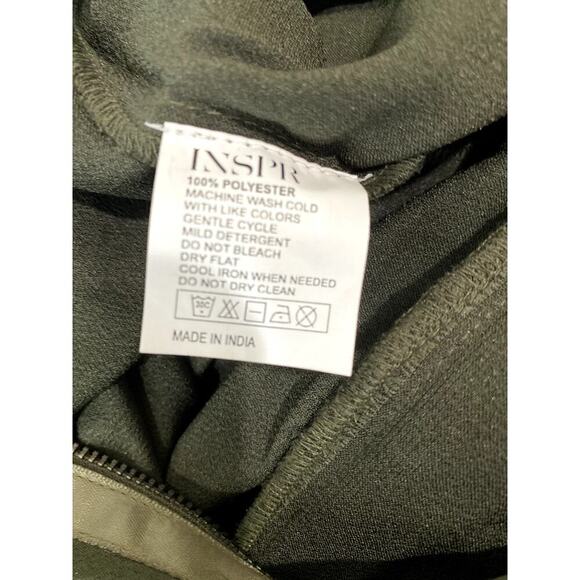 INSPR
100% POLYESTER
MACHINE WASH COLD
WITH LIKE COLORS
GENTLE CYCLE
MILD DETERGENT
DO NOT BLEACH
DRY FLAT
COOL IRON WHEN NEEDED
DO NOT DRY CLEAN
30C
MADE IN INDIA